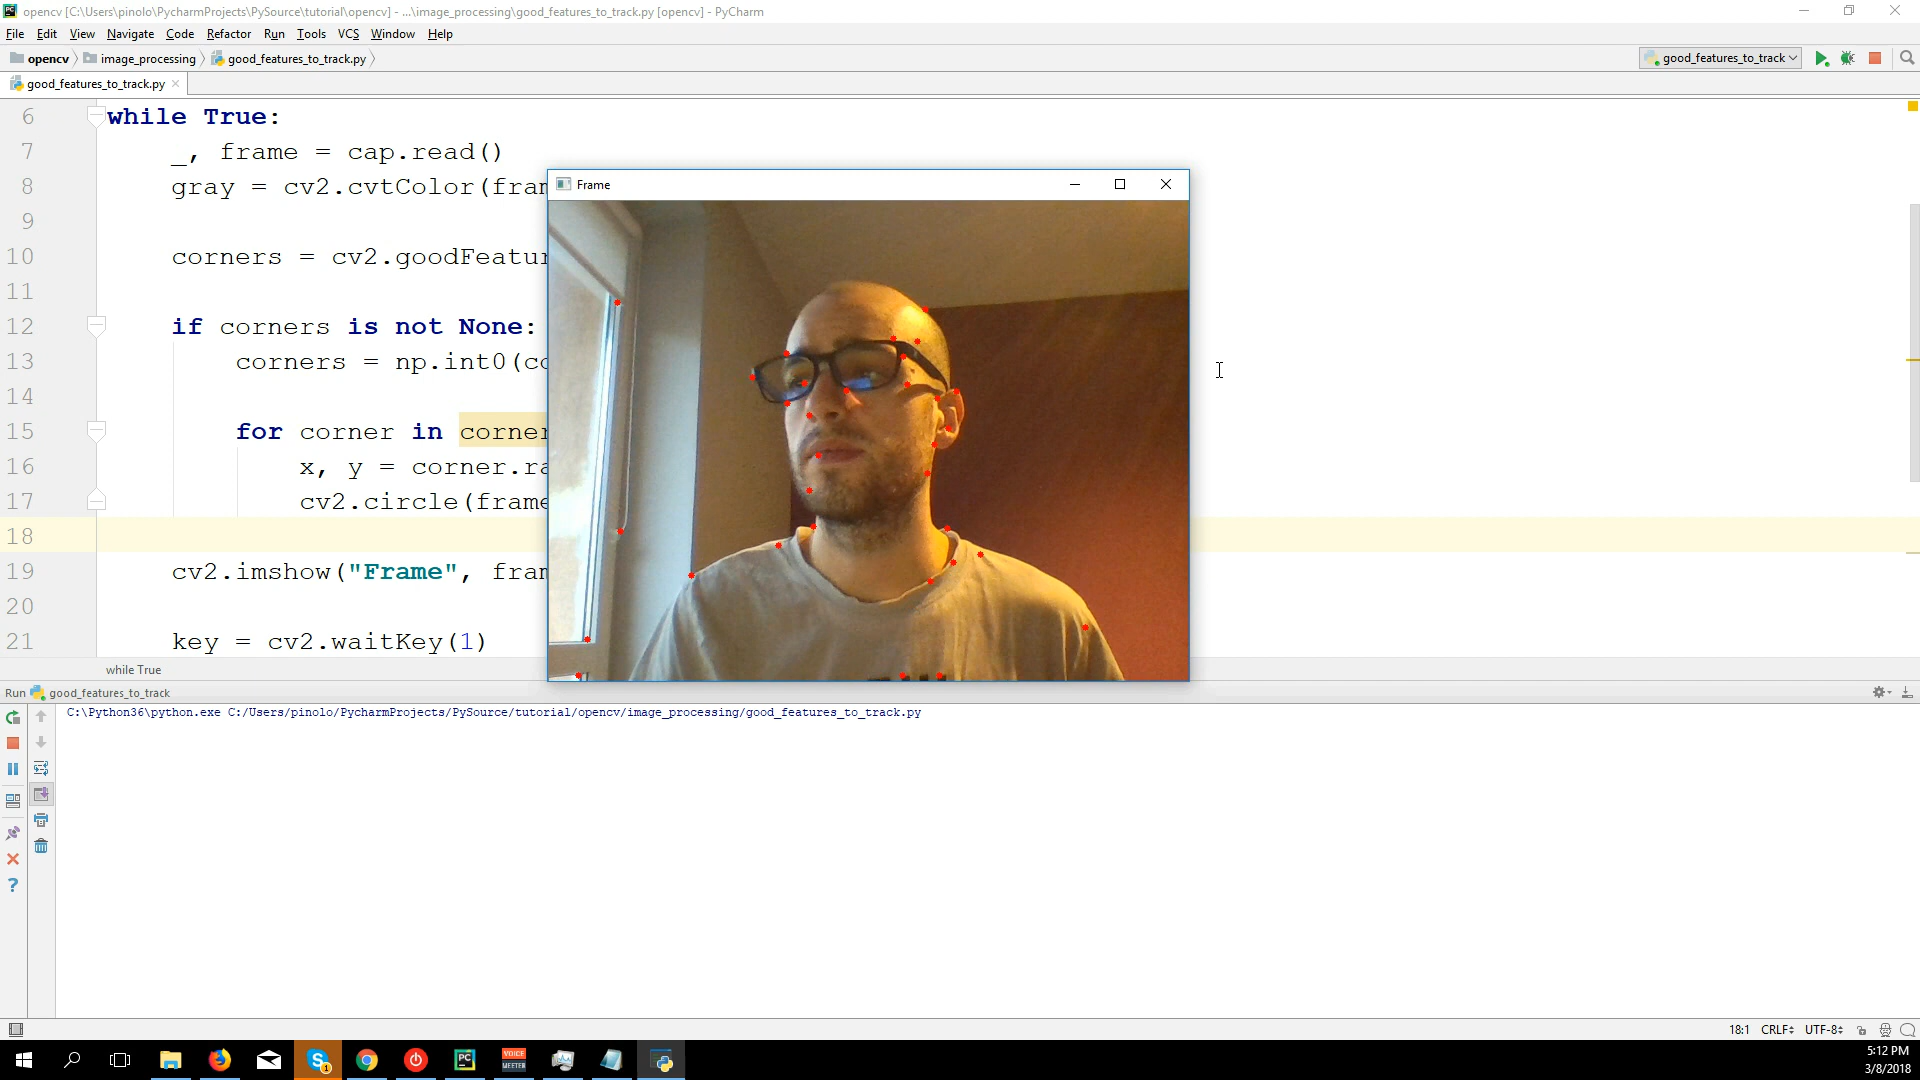 opencv [C:\Users\pinolo\PycharmProjects\PySource\tutorial\opencv] - ...\image_processing\good_features_to_track.py [opencv] - PyCharm
File Edit View Navigate Code Refactor Run Tools VCS Window Help
opencv image_processing good_features_to_track.py good_features_to_track
good_features_to_track.py
6 while True:
7 _, frame = cap.read()
8 gray = cv2.cvtColor(fram
Frame
9
10 corners = cv2.goodFeatur
11
12 if corners is not None:
13 corners = np.int0(co
14
15 for corner in corner
16 x, y = corner.ra
17 cv2.circle(frame
18
19 cv2.imshow("Frame", fram
20
21 key = cv2.waitKey(1)
while True
Run good_features_to_track
C:\Python36\python.exe C:/Users/pinolo/PycharmProjects/PySource/tutorial/opencv/image_processing/good_features_to_track.py
18:1 CRLF UTF-8
PC
VOICE
MEETER
5:12 PM
3/8/2018